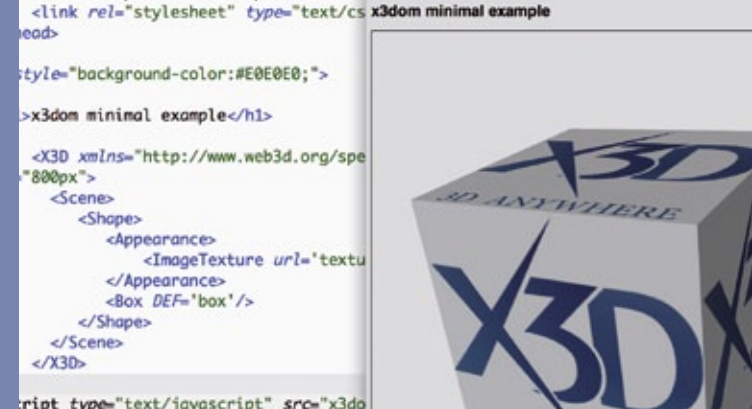 <link rel="stylesheet" type="text/cs
ead>
style="background-color:#E0E0E0;">
>x3dom minimal example</h1>
<X3D xmlns="http://www.web3d.org/spe
="800px">
<Scene>
<Shape>
<Appearance>
<ImageTexture url='textu
</Appearance>
<Box DEF='box'/>
</Shape>
</Scene>
</X3D>
ript type="text/javascript" src="x3do
x3dom minimal example
X3D
3D ANYWHERE
X3D